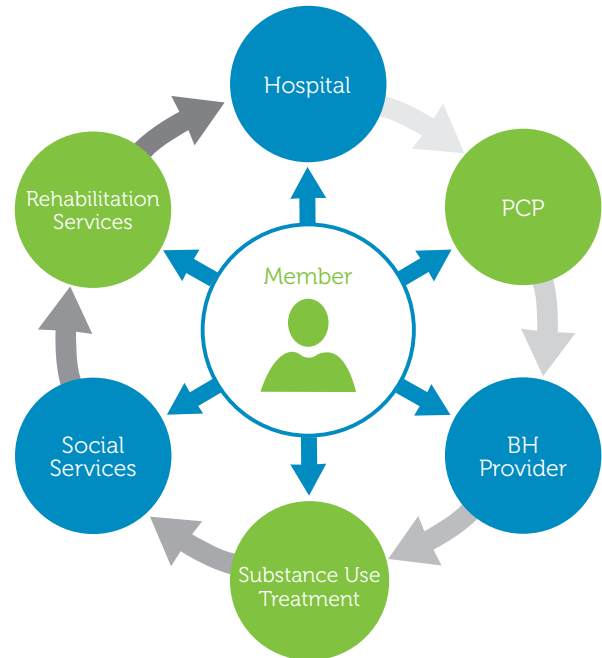 Hospital
PCP
BH
Provider
Substance Use
Treatment
Social
Services
Rehabilitation
Services
Member